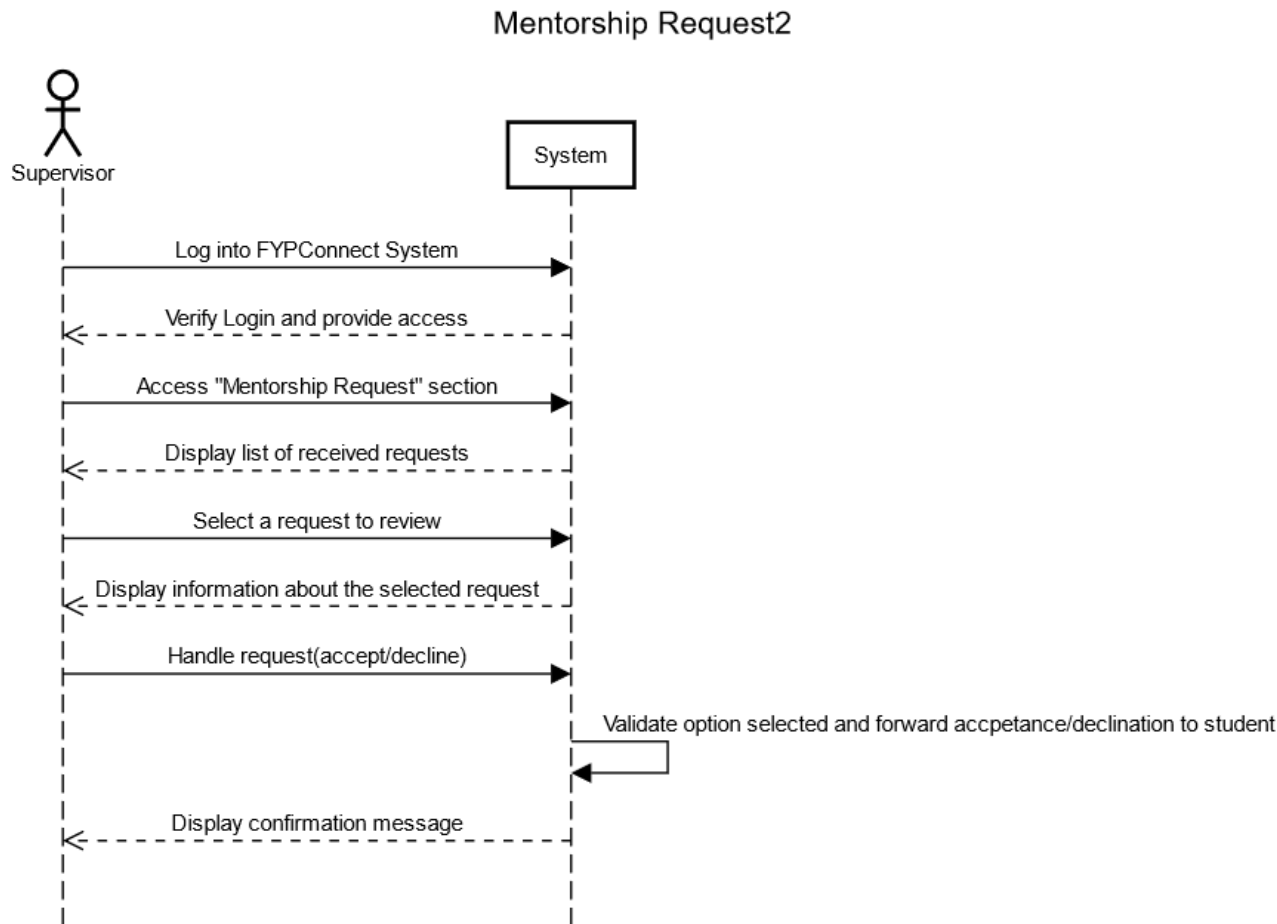 Mentorship Request2
Supervisor
System
Log into FYPConnect System
Verify Login and provide access
Access "Mentorship Request" section
Display list of received requests
Select a request to review
Display information about the selected request
Handle request(accept/decline)
Validate option selected and forward accpetance/declination to student
Display confirmation message